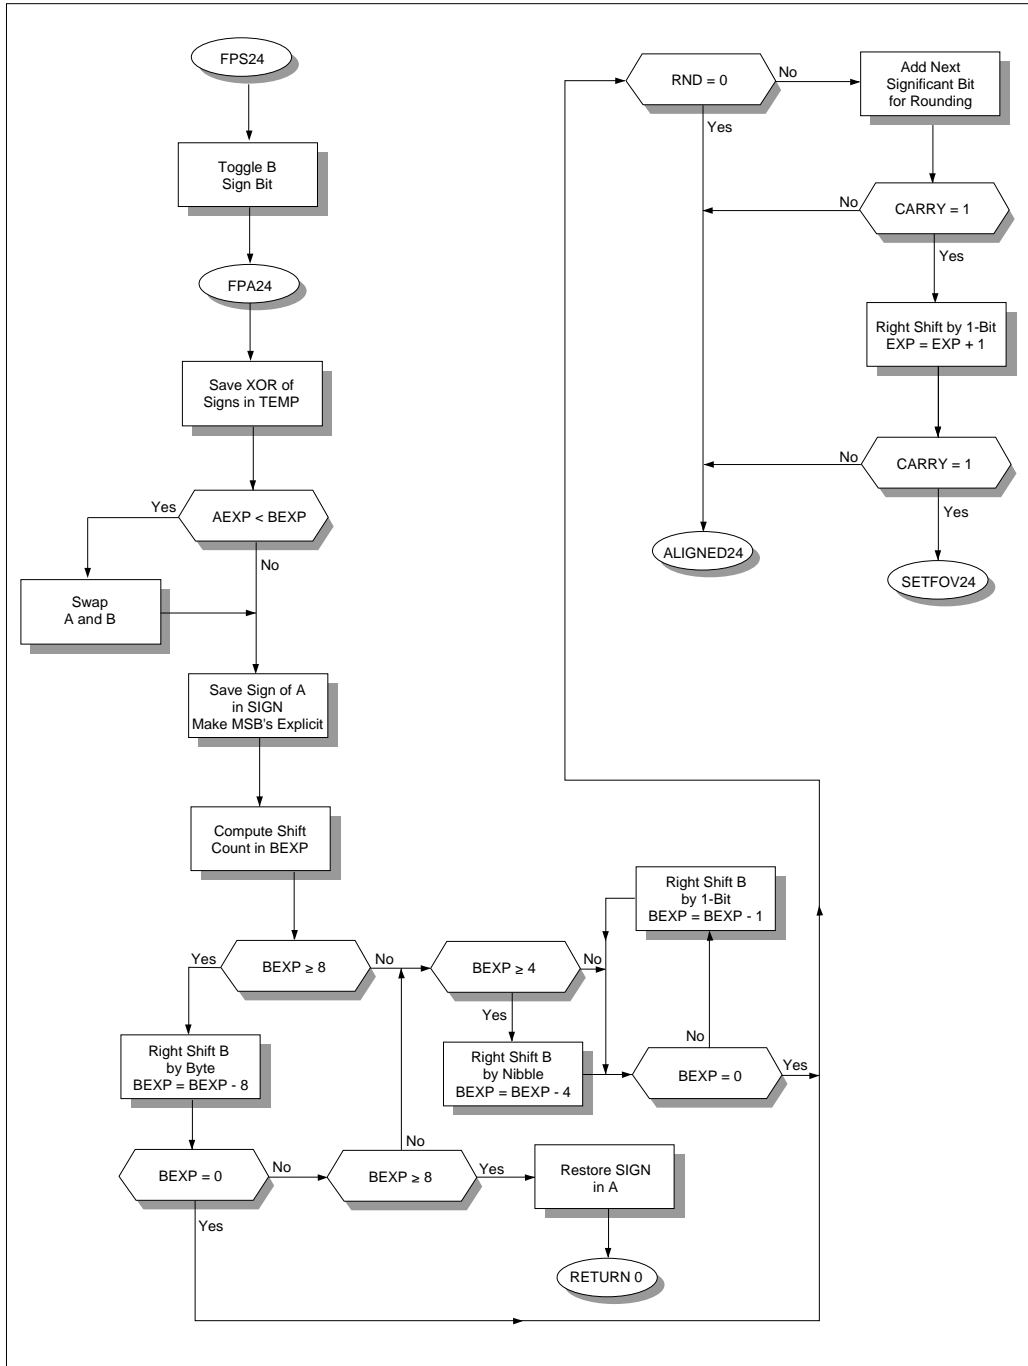 FPS24
Toggle B
Sign Bit
FPA24
Save XOR of
Signs in TEMP
AEXP < BEXP
Yes
No
Swap
A and B
Save Sign of A
in SIGN
Make MSB's Explicit
Compute Shift
Count in BEXP
BEXP ≥ 8
Yes
No
Right Shift B
by Byte
BEXP = BEXP - 8
BEXP = 0
No
Yes
BEXP ≥ 8
No
Yes
Restore SIGN
in A
RETURN 0
BEXP ≥ 4
No
Yes
Right Shift B
by Nibble
BEXP = BEXP - 4
Right Shift B
by 1-Bit
BEXP = BEXP - 1
No
BEXP = 0
Yes
RND = 0
No
Yes
Add Next
Significant Bit
for Rounding
CARRY = 1
No
Yes
Right Shift by 1-Bit
EXP = EXP + 1
CARRY = 1
No
Yes
ALIGNED24
SETFOV24